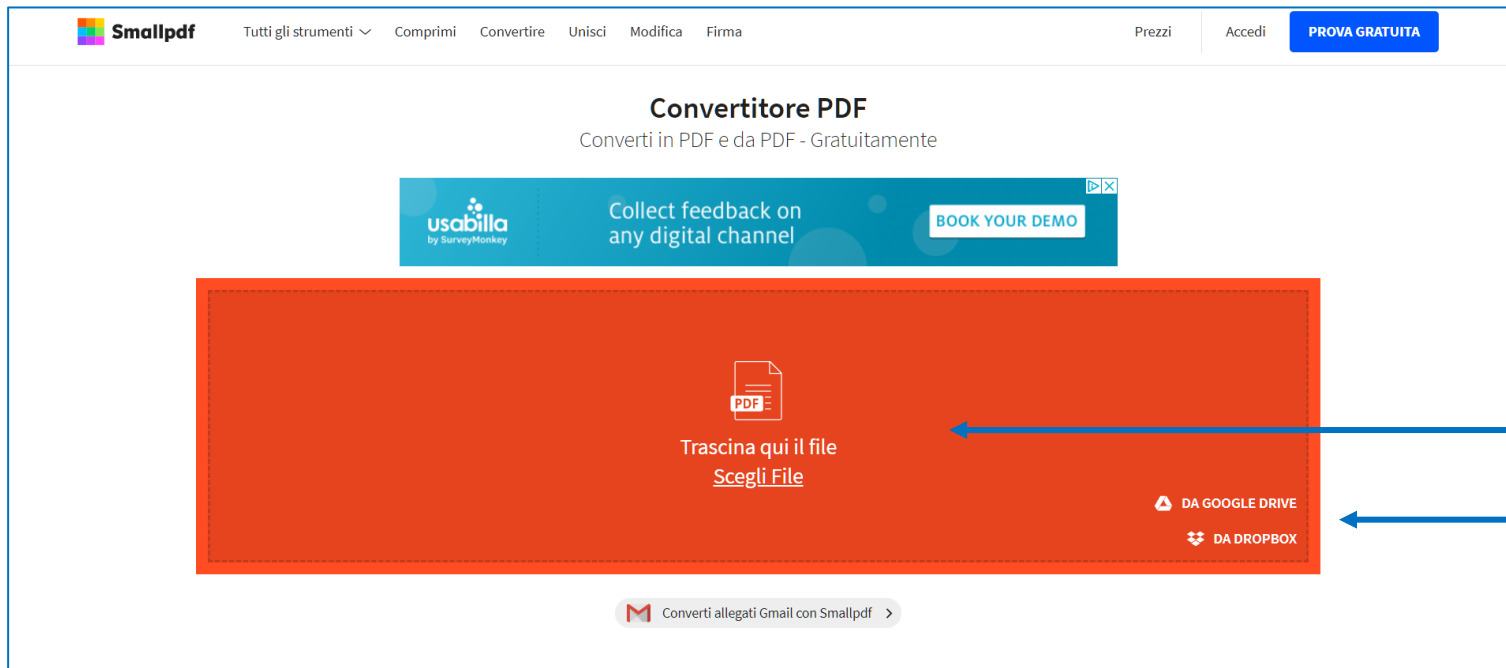 Smallpdf Tutti gli strumenti Comprimi Convertire Unisci Modifica Firma Prezzi Accedi PROVA GRATUITA
Convertitore PDF
Converti in PDF e da PDF - Gratuitamente
usabilla
by SurveyMonkey
Collect feedback on
any digital channel
BOOK YOUR DEMO
PDF
Trascina qui il file
Scegli File
DA GOOGLE DRIVE
DA DROPBOX
Converti allegati Gmail con Smallpdf